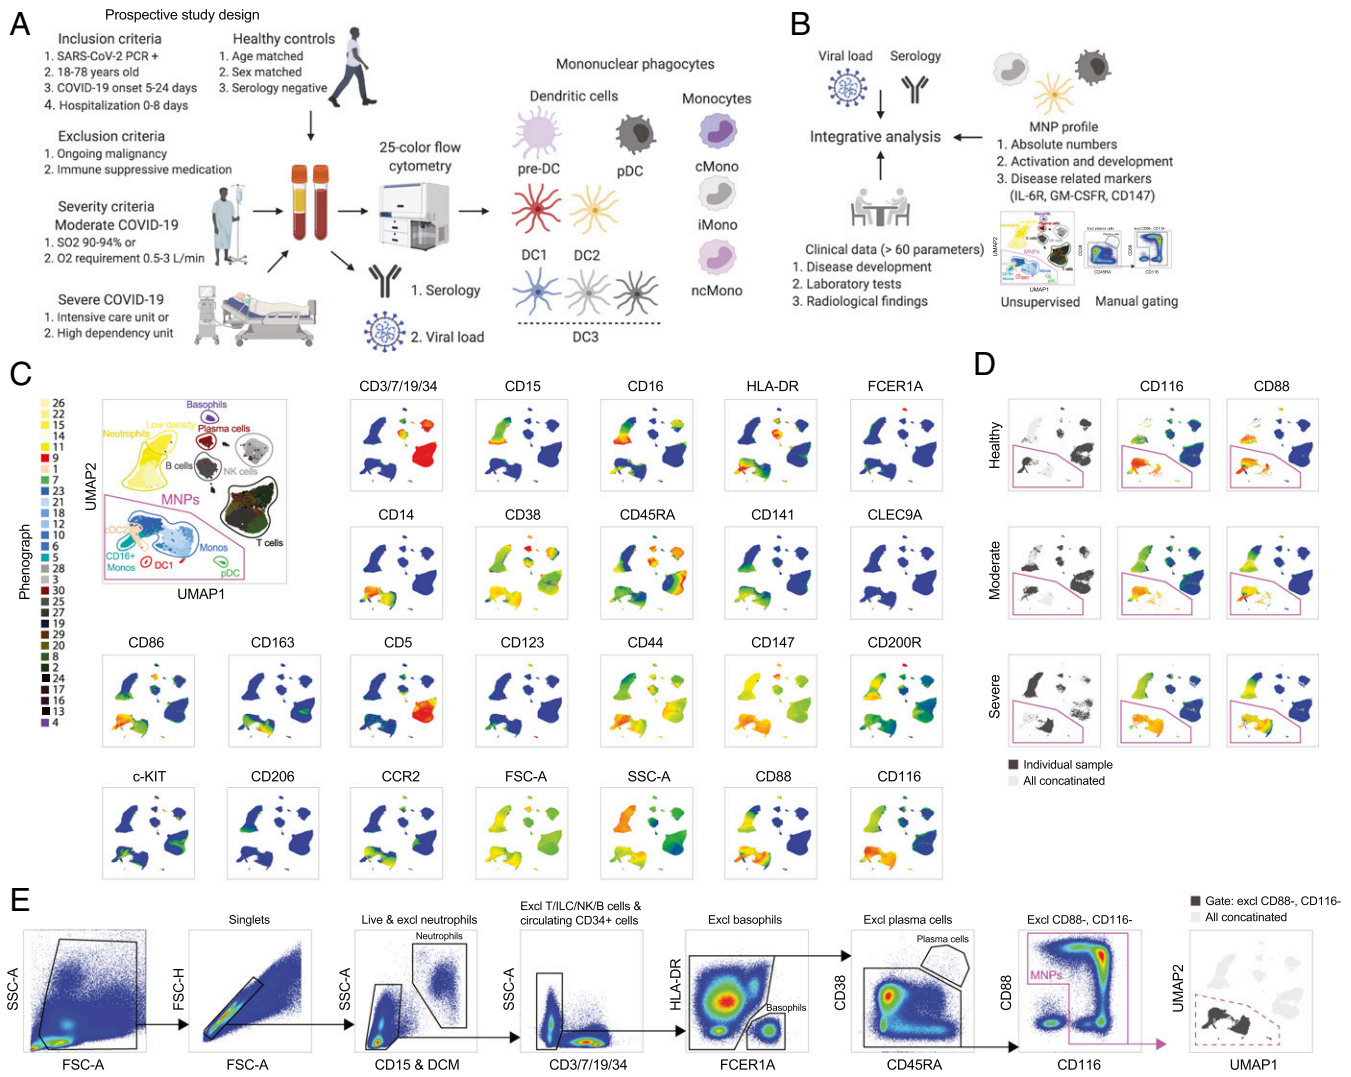 A
Prospective study design
Inclusion criteria
1. SARS-CoV-2 PCR +
2. 18-78 years old
3. COVID-19 onset 5-24 days
4. Hospitalization 0-8 days
Healthy controls
1. Age matched
2. Sex matched
3. Serology negative
Exclusion criteria
1. Ongoing malignancy
2. Immune suppressive medication
Severity criteria
Moderate COVID-19
1. SO2 90-94% or
2. O2 requirement 0.5-3 L/min
Severe COVID-19
1. Intensive care unit or
2. High dependency unit
25-color flow
cytometry
1. Serology
2. Viral load
Mononuclear phagocytes
Dendritic cells
Monocytes
pre-DC
pDC
cMono
DC1
DC2
iMono
ncMono
DC3
B
Viral load
Serology
Integrative analysis
MNP profile
1. Absolute numbers
2. Activation and development
3. Disease related markers
(IL-6R, GM-CSFR, CD147)
Clinical data (> 60 parameters)
1. Disease development
2. Laboratory tests
3. Radiological findings
UMAP2
UMAP1
MNPs
Unsupervised
Excl plasma cells
CD38
CD45RA
excl CD88-, CD116-
CD88
CD116
Manual gating
C
Phenograph
26
22
15
14
11
9
1
7
23
21
18
12
10
6
5
28
3
30
25
27
19
29
20
8
2
24
17
16
13
4
UMAP2
UMAP1
Basophils
Low density
Neutrophils
Plasma cells
B cells
NK cells
MNPs
cDC2
CD16+
Monos
DC1
Monos
pDC
T cells
CD3/7/19/34
CD15
CD16
HLA-DR
FCER1A
CD14
CD38
CD45RA
CD141
CLEC9A
CD86
CD163
CD5
CD123
CD44
CD147
CD200R
c-KIT
CD206
CCR2
FSC-A
SSC-A
CD88
CD116
D
CD116
CD88
Healthy
Moderate
Severe
Individual sample
All concatinated
E
SSC-A
FSC-A
Singlets
FSC-H
FSC-A
Live & excl neutrophils
Neutrophils
SSC-A
CD15 & DCM
Excl T/ILC/NK/B cells &
circulating CD34+ cells
SSC-A
CD3/7/19/34
Excl basophils
HLA-DR
Basophils
FCER1A
Excl plasma cells
Plasma cells
CD38
CD45RA
Excl CD88-, CD116-
MNPs
CD88
CD116
Gate: excl CD88-, CD116-
All concatinated
UMAP2
UMAP1